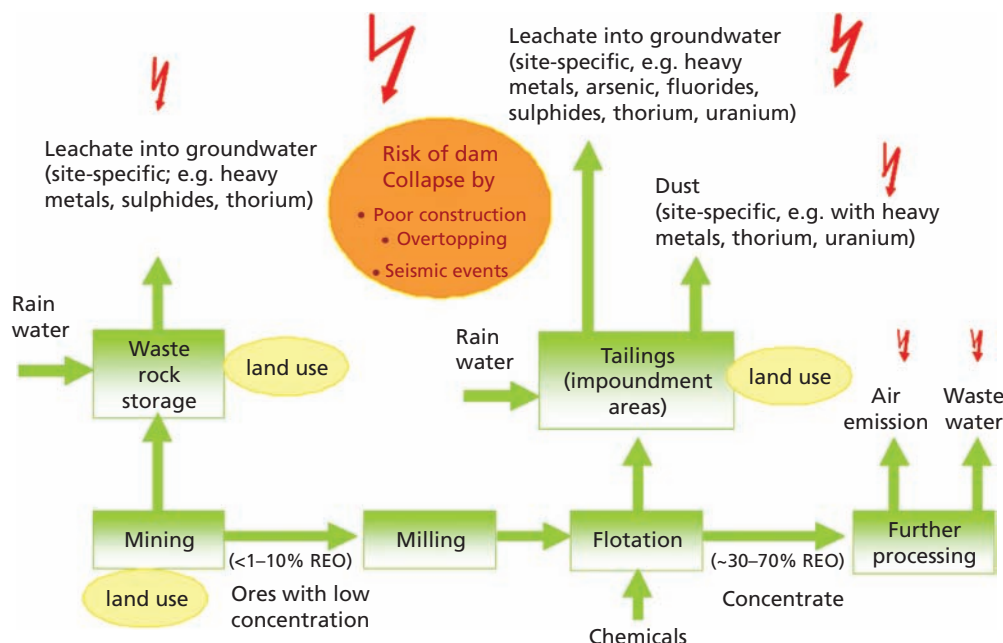 Leachate into groundwater
(site-specific; e.g. heavy
metals, sulphides, thorium)
Risk of dam
Collapse by
• Poor construction
• Overtopping
• Seismic events
Leachate into groundwater
(site-specific, e.g. heavy
metals, arsenic, fluorides,
sulphides, thorium, uranium)
Dust
(site-specific, e.g. with heavy
metals, thorium, uranium)
Rain
water
Waste
rock
storage
land use
Rain
water
Tailings
(impoundment
areas)
land use
Air
emission
Waste
water
Mining
(<1–10% REO)
Milling
Flotation
(~30–70% REO)
Further
processing
land use
Ores with low
concentration
Concentrate
Chemicals